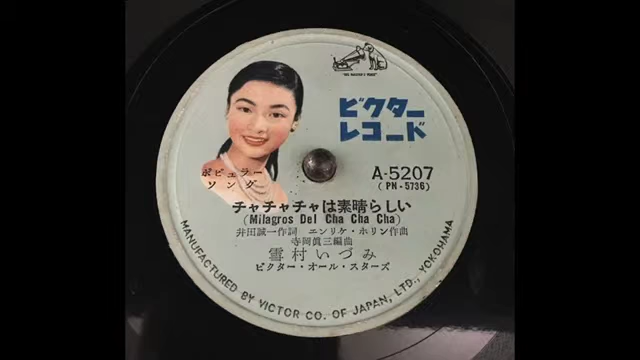 "HIS MASTER'S VOICE"
ビクター
レコード
ポピュラー
ソング
A-5207
(PN-5736)
チャチャチャは素晴らしい
(Milagros Del Cha Cha Cha)
井田誠一作詞 エンリケ・ホリン作曲
寺岡眞三編曲
雪村いづみ
ビクター・オール・スターズ
MANUFACTURED BY VICTOR CO. OF JAPAN, LTD., YOKOHAMA